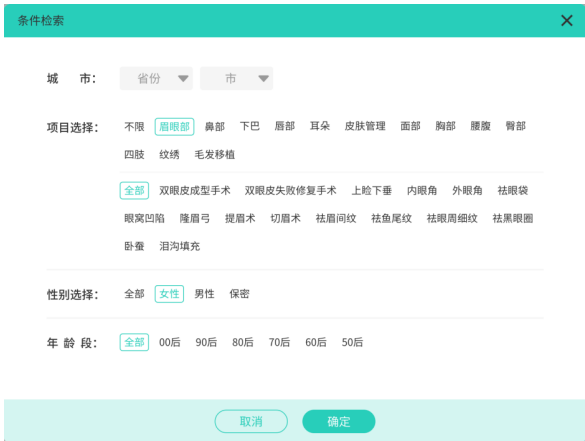 条件检索
城 市： 省份 市
项目选择： 不限 眉眼部 鼻部 下巴 唇部 耳朵 皮肤管理 面部 胸部 腰腹 臀部
四肢 纹绣 毛发移植
全部 双眼皮成型手术 双眼皮失败修复手术 上睑下垂 内眼角 外眼角 祛眼袋
眼窝凹陷 隆眉弓 提眉术 切眉术 祛眉间纹 祛鱼尾纹 祛眼周细纹 祛黑眼圈
卧蚕 泪沟填充
性别选择： 全部 女性 男性 保密
年 龄 段： 全部 00后 90后 80后 70后 60后 50后
取消 确定